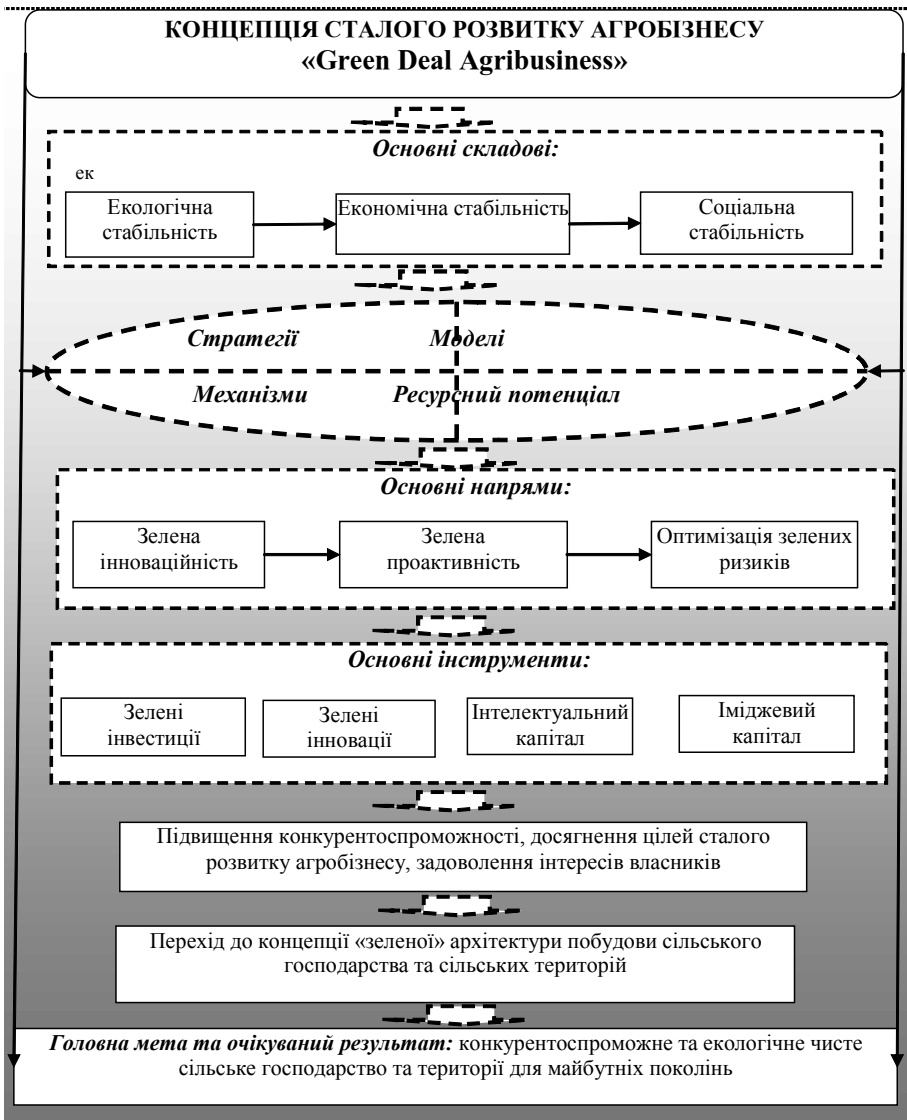 КОНЦЕПЦІЯ СТАЛОГО РОЗВИТКУ АГРОБІЗНЕСУ
«Green Deal Agribusiness»
Основні складові:
ек
Екологічна
стабільність
Економічна стабільність
Соціальна
стабільність
Стратегії
Моделі
Механізми
Ресурсний потенціал
Основні напрями:
Зелена
інноваційність
Зелена
проактивність
Оптимізація зелених
ризиків
Основні інструменти:
Зелені
інвестиції
Зелені
інновації
Інтелектуальний
капітал
Іміджевий
капітал
Підвищення конкурентоспроможності, досягнення цілей сталого
розвитку агробізнесу, задоволення інтересів власників
Перехід до концепції «зеленої» архітектури побудови сільського
господарства та сільських територій
Головна мета та очікуваний результат: конкурентоспроможне та екологічне чисте
сільське господарство та території для майбутніх поколінь